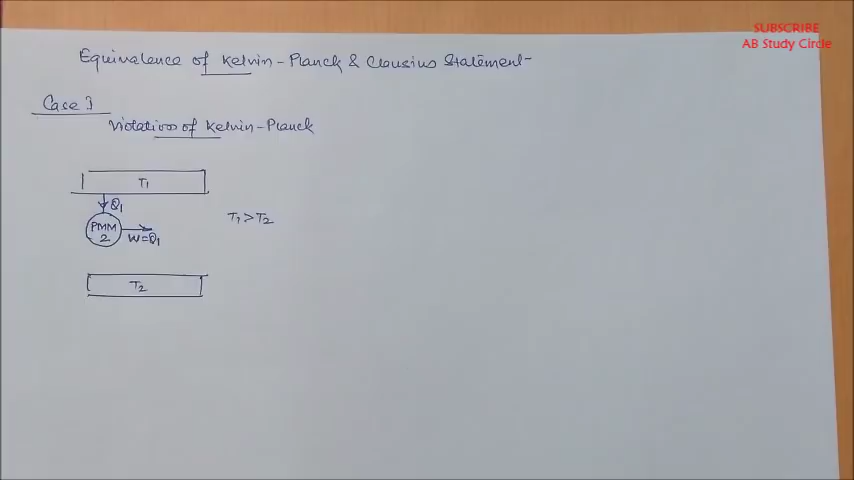 SUBSCRIBE
AB Study Circle
Equivalence of Kelvin-Planck & Clausius Statement-
Case I
Violation of Kelvin-Planck
T1
Q1
PMM
2
W=Q1
T1>T2
T2